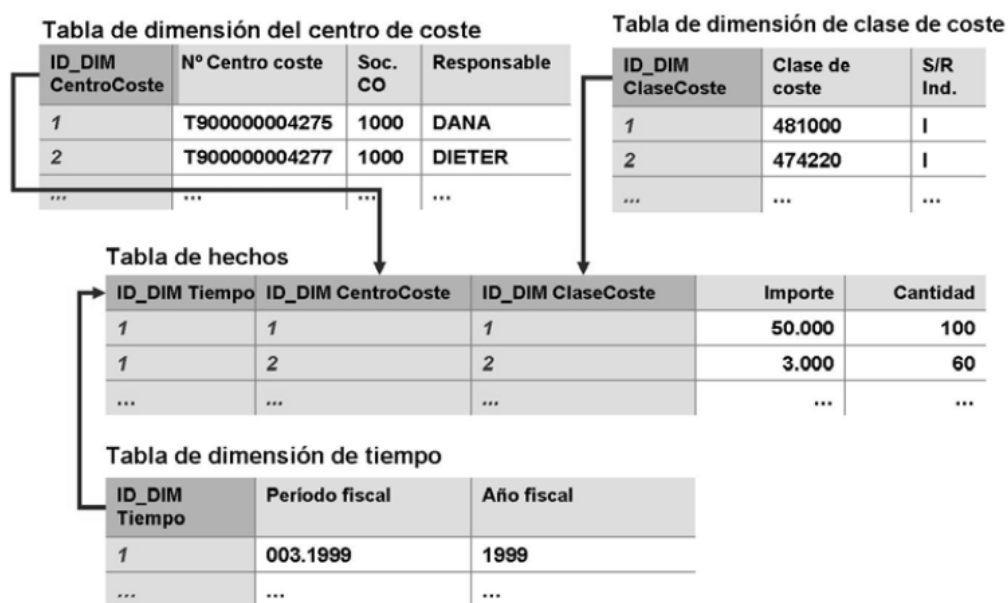 Tabla de dimensión del centro de coste
ID_DIM CentroCoste Nº Centro coste Soc. CO Responsable
1 T900000004275 1000 DANA
2 T900000004277 1000 DIETER
... ... ... ...
Tabla de dimensión de clase de coste
ID_DIM ClaseCoste Clase de coste S/R Ind.
1 481000 I
2 474220 I
... ... ...
Tabla de hechos
ID_DIM Tiempo ID_DIM CentroCoste ID_DIM ClaseCoste Importe Cantidad
1 1 1 50.000 100
1 2 2 3.000 60
... ... ... ... ...
Tabla de dimensión de tiempo
ID_DIM Tiempo Período fiscal Año fiscal
1 003.1999 1999
... ... ...